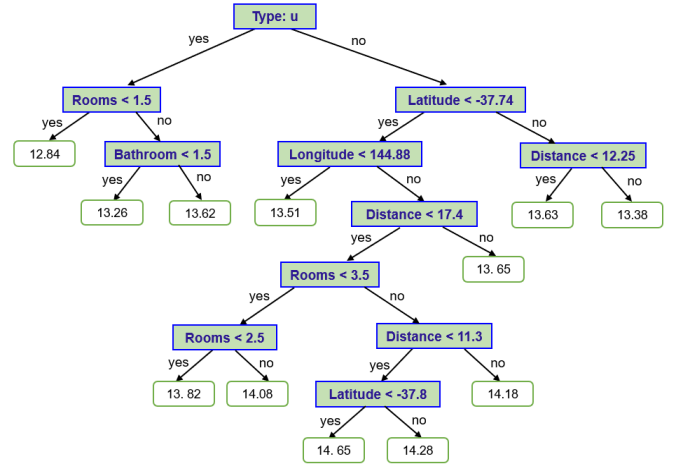 Type: u
yes
no
Rooms < 1.5
Latitude < -37.74
yes
no
yes
no
12.84
Bathroom < 1.5
Longitude < 144.88
Distance < 12.25
yes
no
yes
no
yes
no
13.26
13.62
13.51
Distance < 17.4
13.63
13.38
yes
no
Rooms < 3.5
13. 65
yes
no
Rooms < 2.5
Distance < 11.3
yes
no
yes
no
13. 82
14.08
Latitude < -37.8
14.18
yes
no
14. 65
14.28